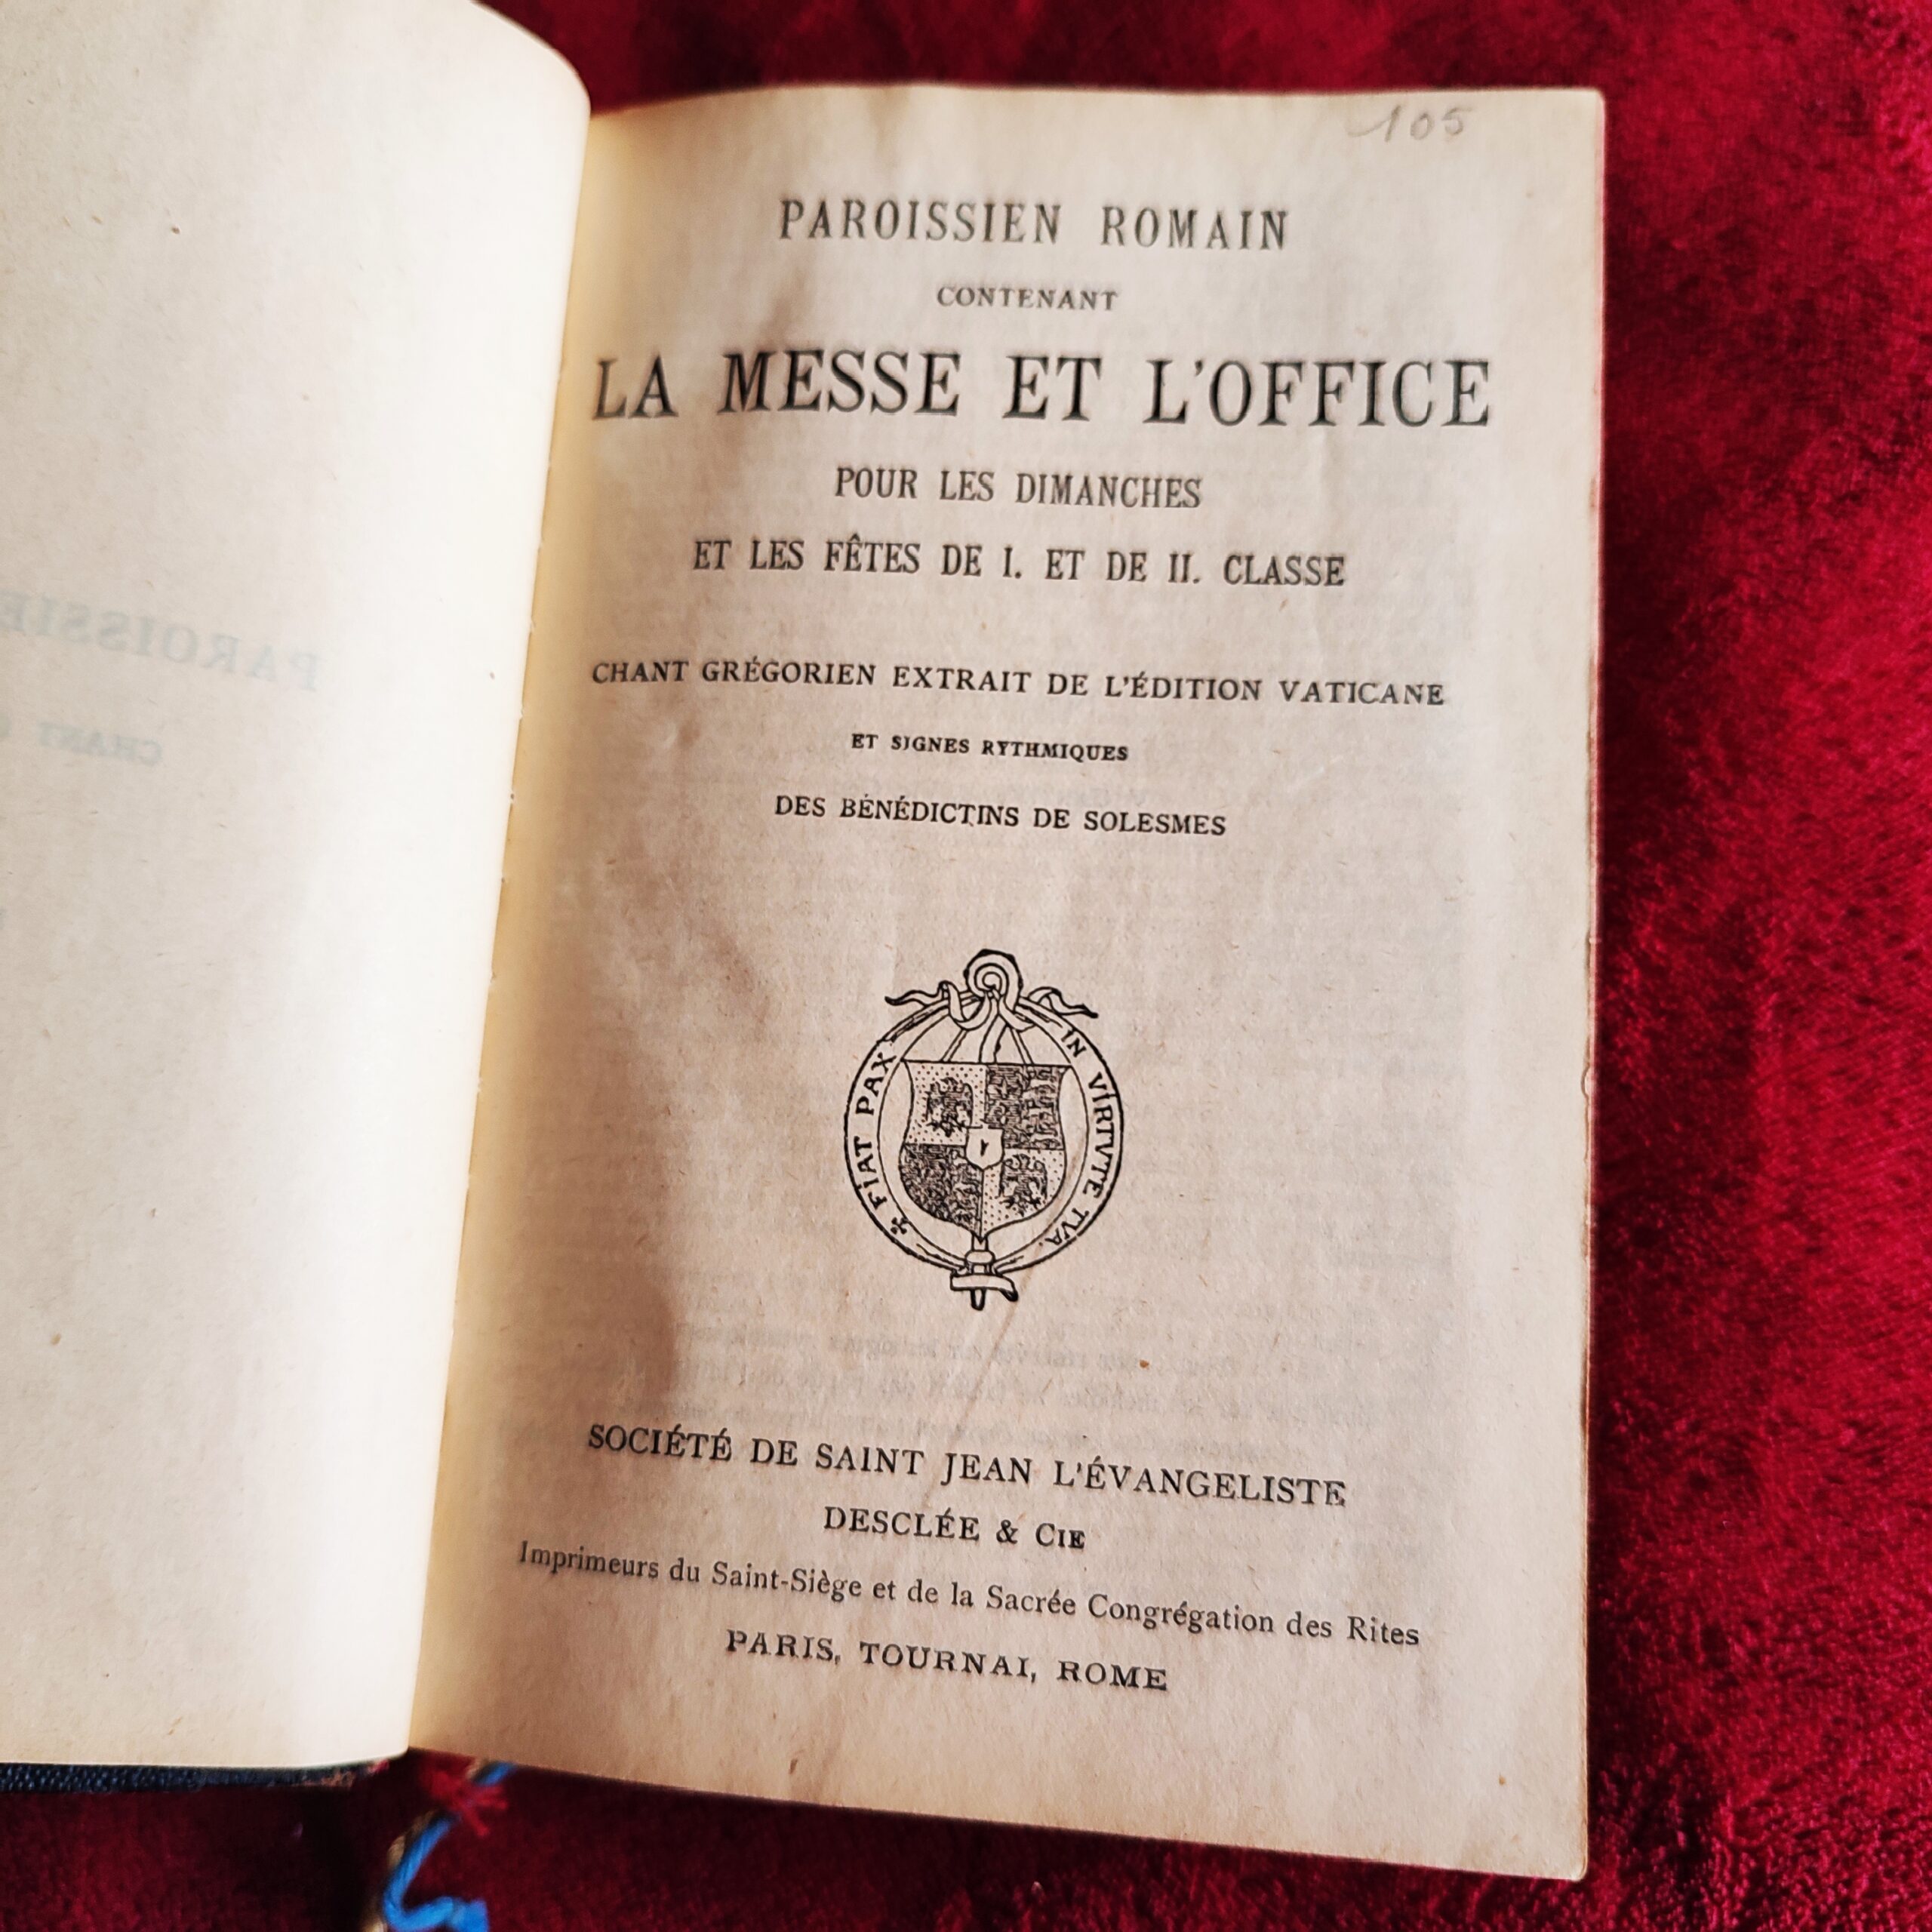 105
PAROISSIEN ROMAIN
CONTENANT
LA MESSE ET L'OFFICE
POUR LES DIMANCHES
ET LES FÊTES DE I. ET DE II. CLASSE
CHANT GRÉGORIEN EXTRAIT DE L'ÉDITION VATICANE
ET SIGNES RYTHMIQUES
DES BÉNÉDICTINS DE SOLESMES
FIAT PAX IN VIRTVTE TVA.
SOCIÉTÉ DE SAINT JEAN L'ÉVANGELISTE
DESCLÉE & CIE
Imprimeurs du Saint-Siège et de la Sacrée Congrégation des Rites
PARIS, TOURNAI, ROME